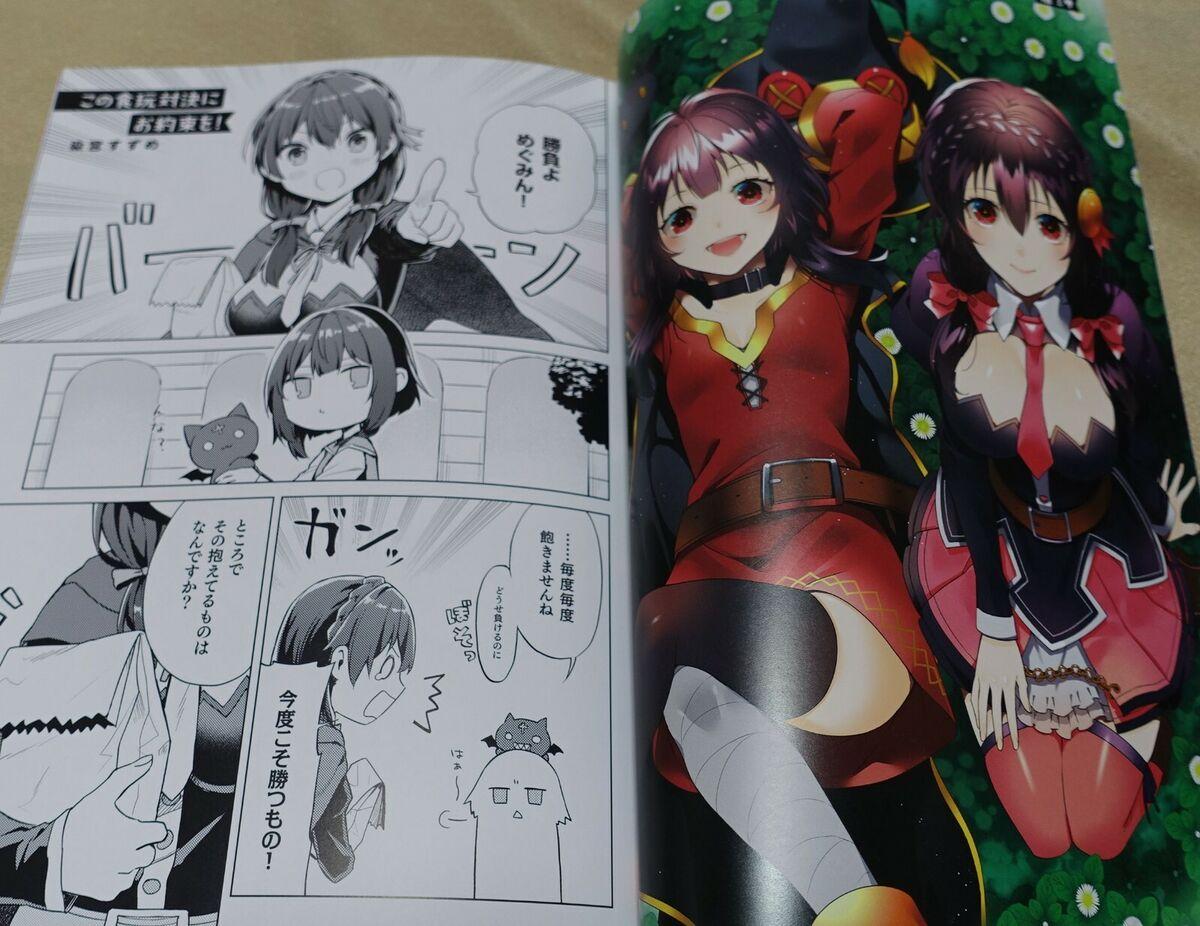 この食玩対決に
お約束を!
染宮すずめ
勝負よ
めぐみん!
バーーーン
んな?
……毎度毎度
飽きませんね
どうせ負けるのに
ぼそっ
ガンッ
今度こそ勝つもの!
はぁ〜
ところで
その抱えてるものは
なんですか?